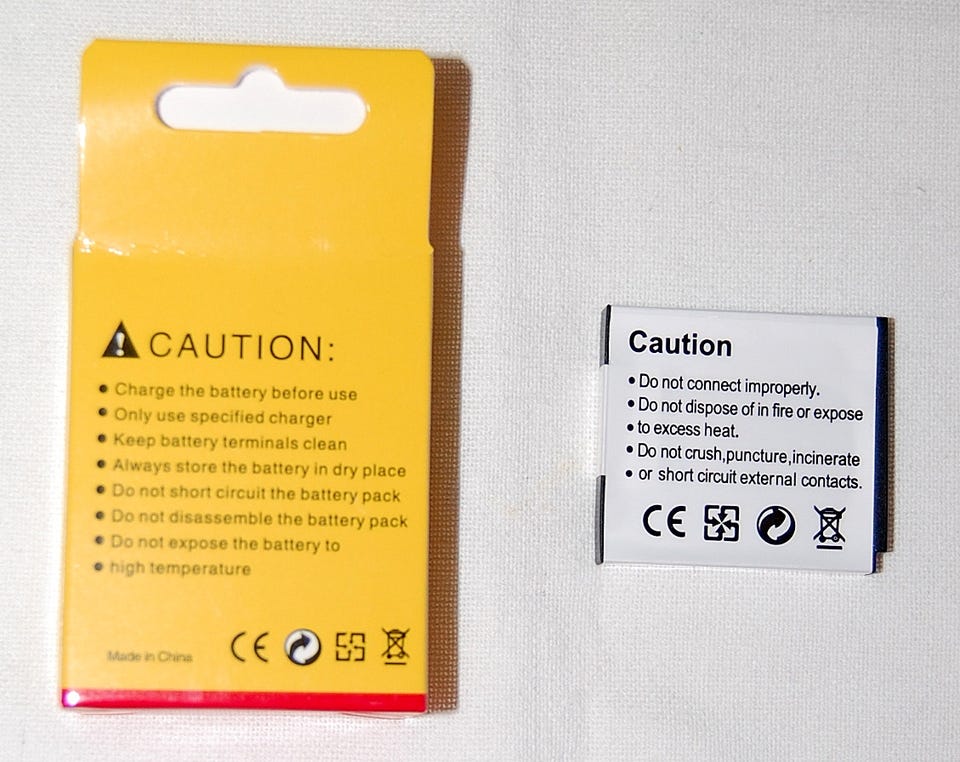 CAUTION:
• Charge the battery before use
• Only use specified charger
• Keep battery terminals clean
• Always store the battery in dry place
• Do not short circuit the battery pack
• Do not disassemble the battery pack
• Do not expose the battery to
• high temperature
Made in China
CE
Caution
• Do not connect improperly.
• Do not dispose of in fire or expose
• to excess heat.
• Do not crush,puncture,incinerate
• or short circuit external contacts.
CE